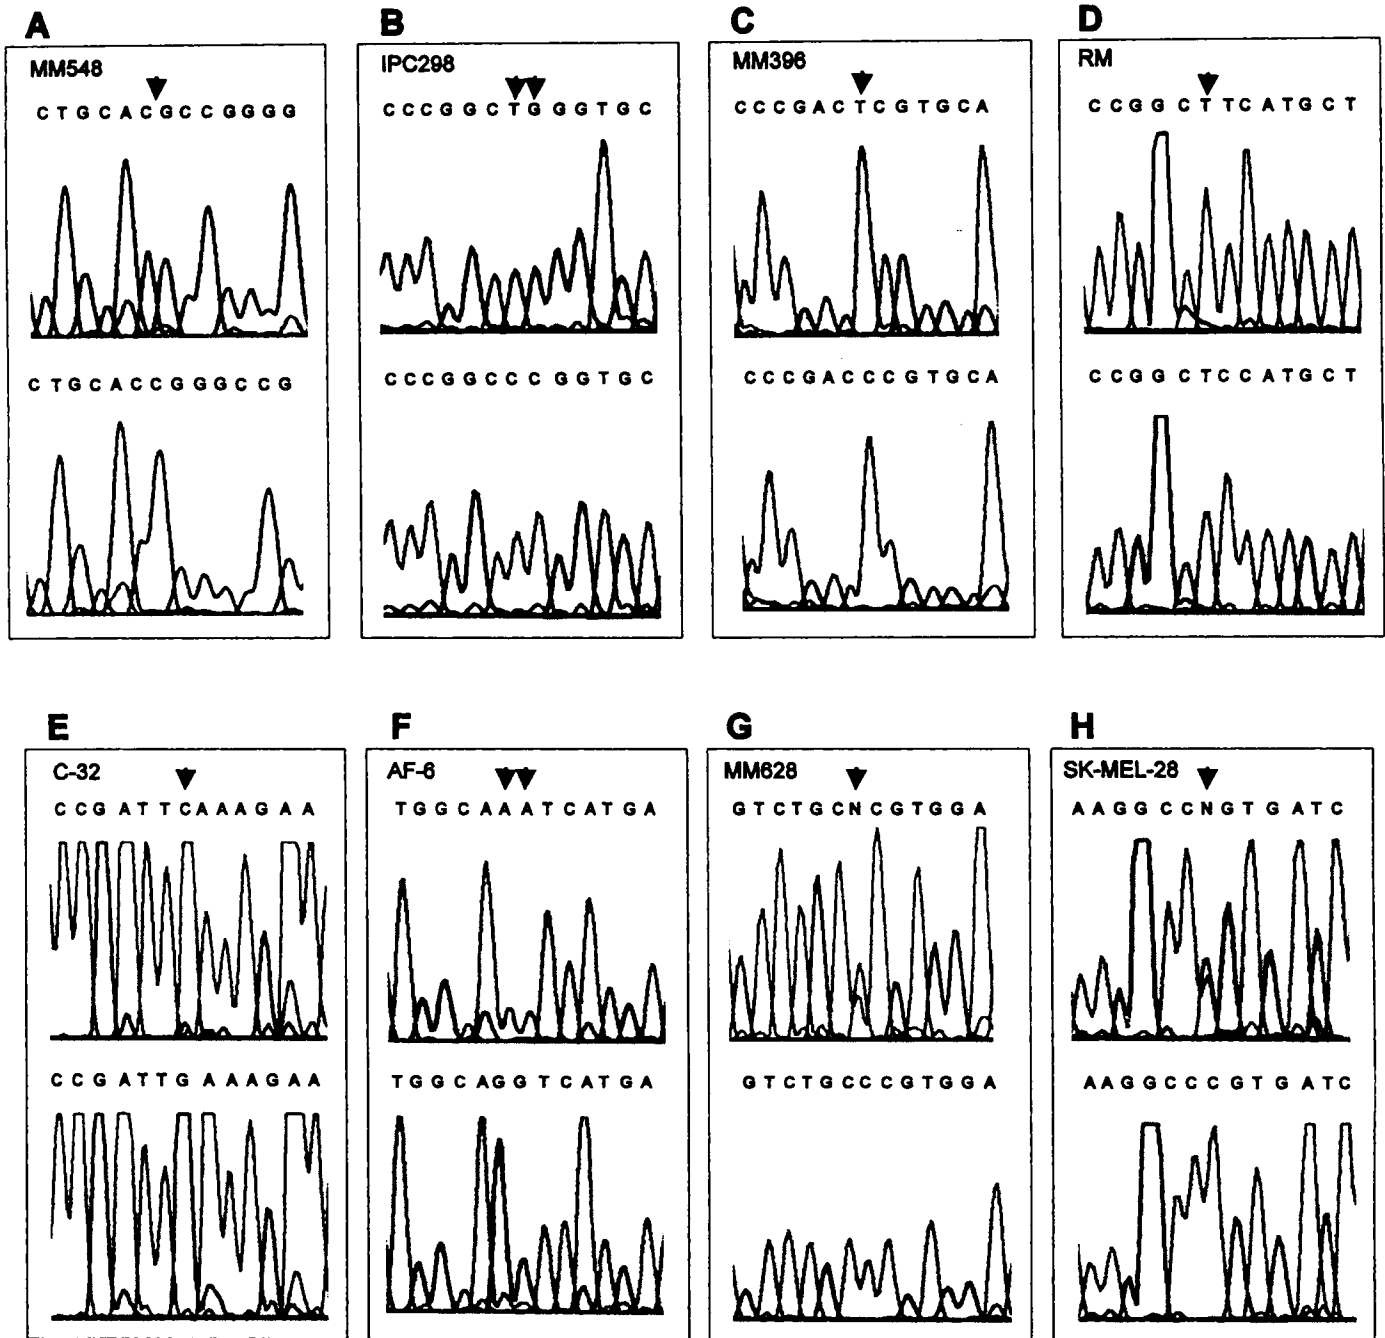 A
B
C
D
MM548
IPC298
MM396
RM
C T G C A C G C C G G G G
C C C G G C T G G G T G C
C C C G A C T C G T G C A
C C G G C T T C A T G C T
C T G C A C C G G G C C G
C C C G G C C C G G T G C
C C C G A C C C G T G C A
C C G G C T C C A T G C T
E
F
G
H
C-32
AF-6
MM628
SK-MEL-28
C C G A T T C A A A G A A
T G G C A A A T C A T G A
G T C T G C N C G T G G A
A A G G C C N G T G A T C
C C G A T T G A A A G A A
T G G C A G G T C A T G A
G T C T G C C C G T G G A
A A G G C C C G T G A T C